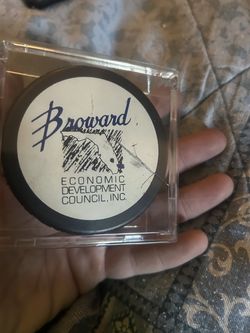 Broward
ECONOMIC
DEVELOPMENT
COUNCIL, INC.